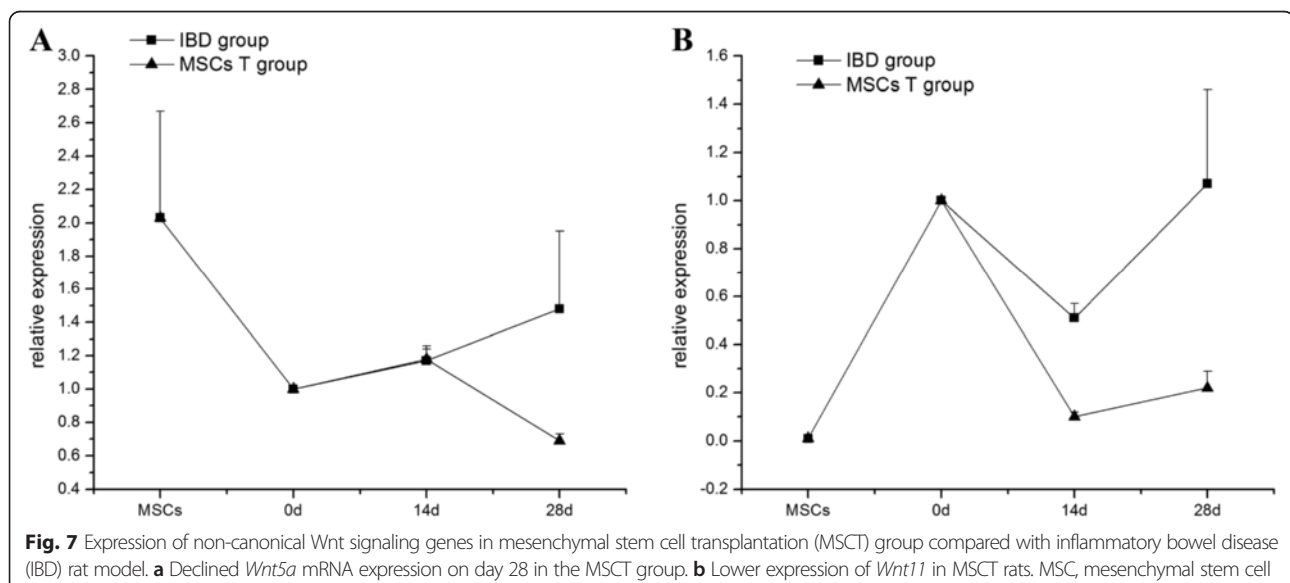 A
IBD group
MSCs T group
3.0
2.8
2.6
2.4
2.2
2.0
1.8
1.6
1.4
1.2
1.0
0.8
0.6
0.4
relative expression
MSCs 0d 14d 28d
B
IBD group
MSCs T group
1.6
1.4
1.2
1.0
0.8
0.6
0.4
0.2
0.0
-0.2
relative expression
MSCs 0d 14d 28d
Fig. 7 Expression of non-canonical Wnt signaling genes in mesenchymal stem cell transplantation (MSCT) group compared with inflammatory bowel disease
(IBD) rat model. a Declined Wnt5a mRNA expression on day 28 in the MSCT group. b Lower expression of Wnt11 in MSCT rats. MSC, mesenchymal stem cell